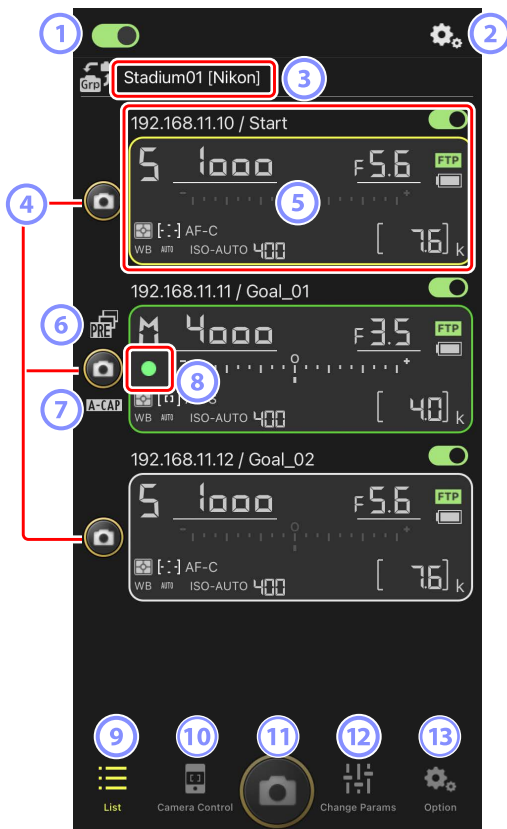 1
2
Grp Stadium01 [Nikon]
3
192.168.11.10 / Start
S 1000 F5.6 FTP
4
5
- +
AF-C
WB AUTO ISO-AUTO 400 [ 7.6] k
192.168.11.11 / Goal_01
6
PRE M 4000 F3.5 FTP
0 +
8
7
A-CAP
WB AUTO ISO-AUTO 400 [ 4.0] k
192.168.11.12 / Goal_02
S 1000 F5.6 FTP
- 0 +
AF-C
WB AUTO ISO-AUTO 400 [ 7.6] k
9 10 11 12 13
List Camera Control Change Params Option